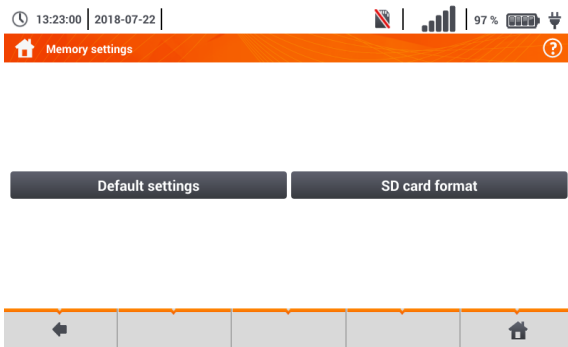 13:23:00 2018-07-22 97 %
Memory settings ?
Default settings SD card format